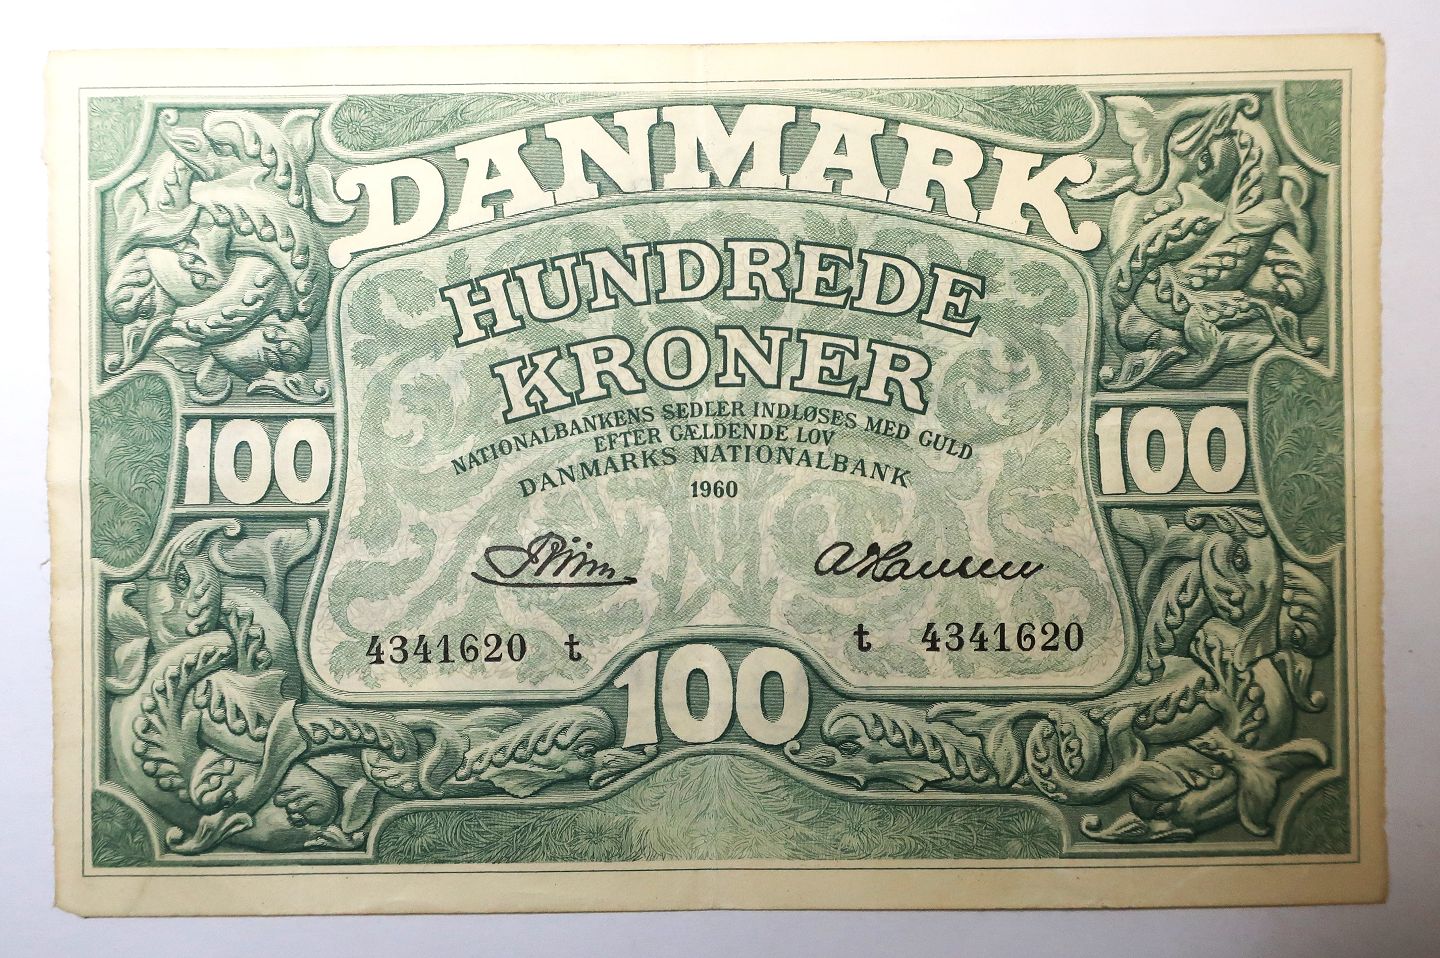 DANMARK
HUNDREDE
KRONER
NATIONALBANKENS SEDLER INDLØSES MED GULD
EFTER GÆLDENDE LOV
DANMARKS NATIONALBANK
1960
100 100
4341620 t t 4341620
100